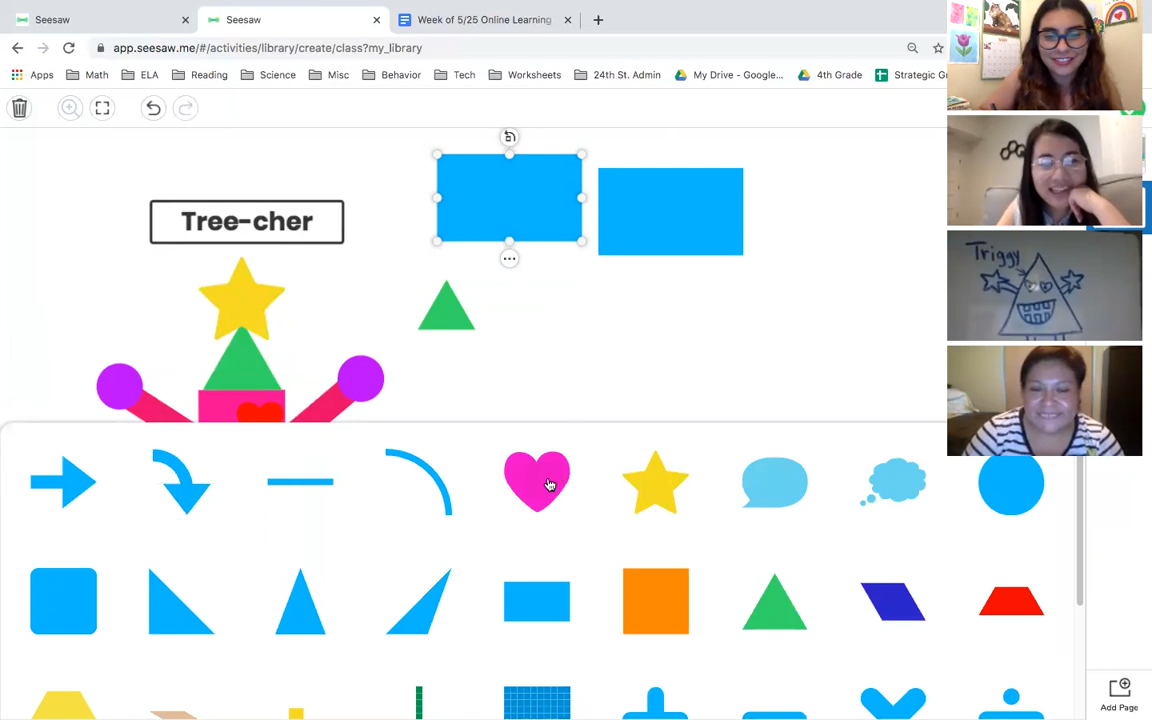 Seesaw
Seesaw
Week of 5/25 Online Learning
app.seesaw.me/#/activities/library/create/class?my_library
Apps
Math
ELA
Reading
Science
Misc
Behavior
Tech
Worksheets
24th St. Admin
My Drive - Google...
4th Grade
Strategic Gr
Tree-cher
Triggy
Add Page